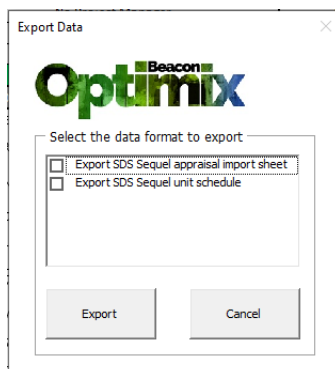 Export Data
Beacon
Optimix
Select the data format to export
Export SDS Sequel appraisal import sheet
Export SDS Sequel unit schedule
Export
Cancel